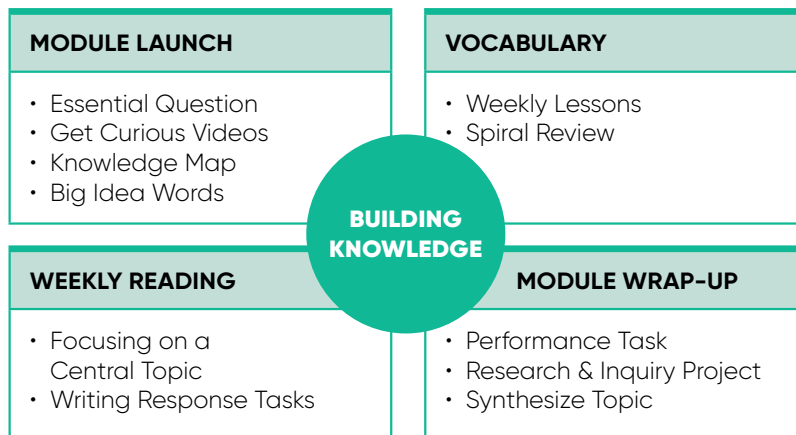 MODULE LAUNCH
• Essential Question
• Get Curious Videos
• Knowledge Map
• Big Idea Words
VOCABULARY
• Weekly Lessons
• Spiral Review
BUILDING
KNOWLEDGE
WEEKLY READING
• Focusing on a
Central Topic
• Writing Response Tasks
MODULE WRAP-UP
• Performance Task
• Research & Inquiry Project
• Synthesize Topic